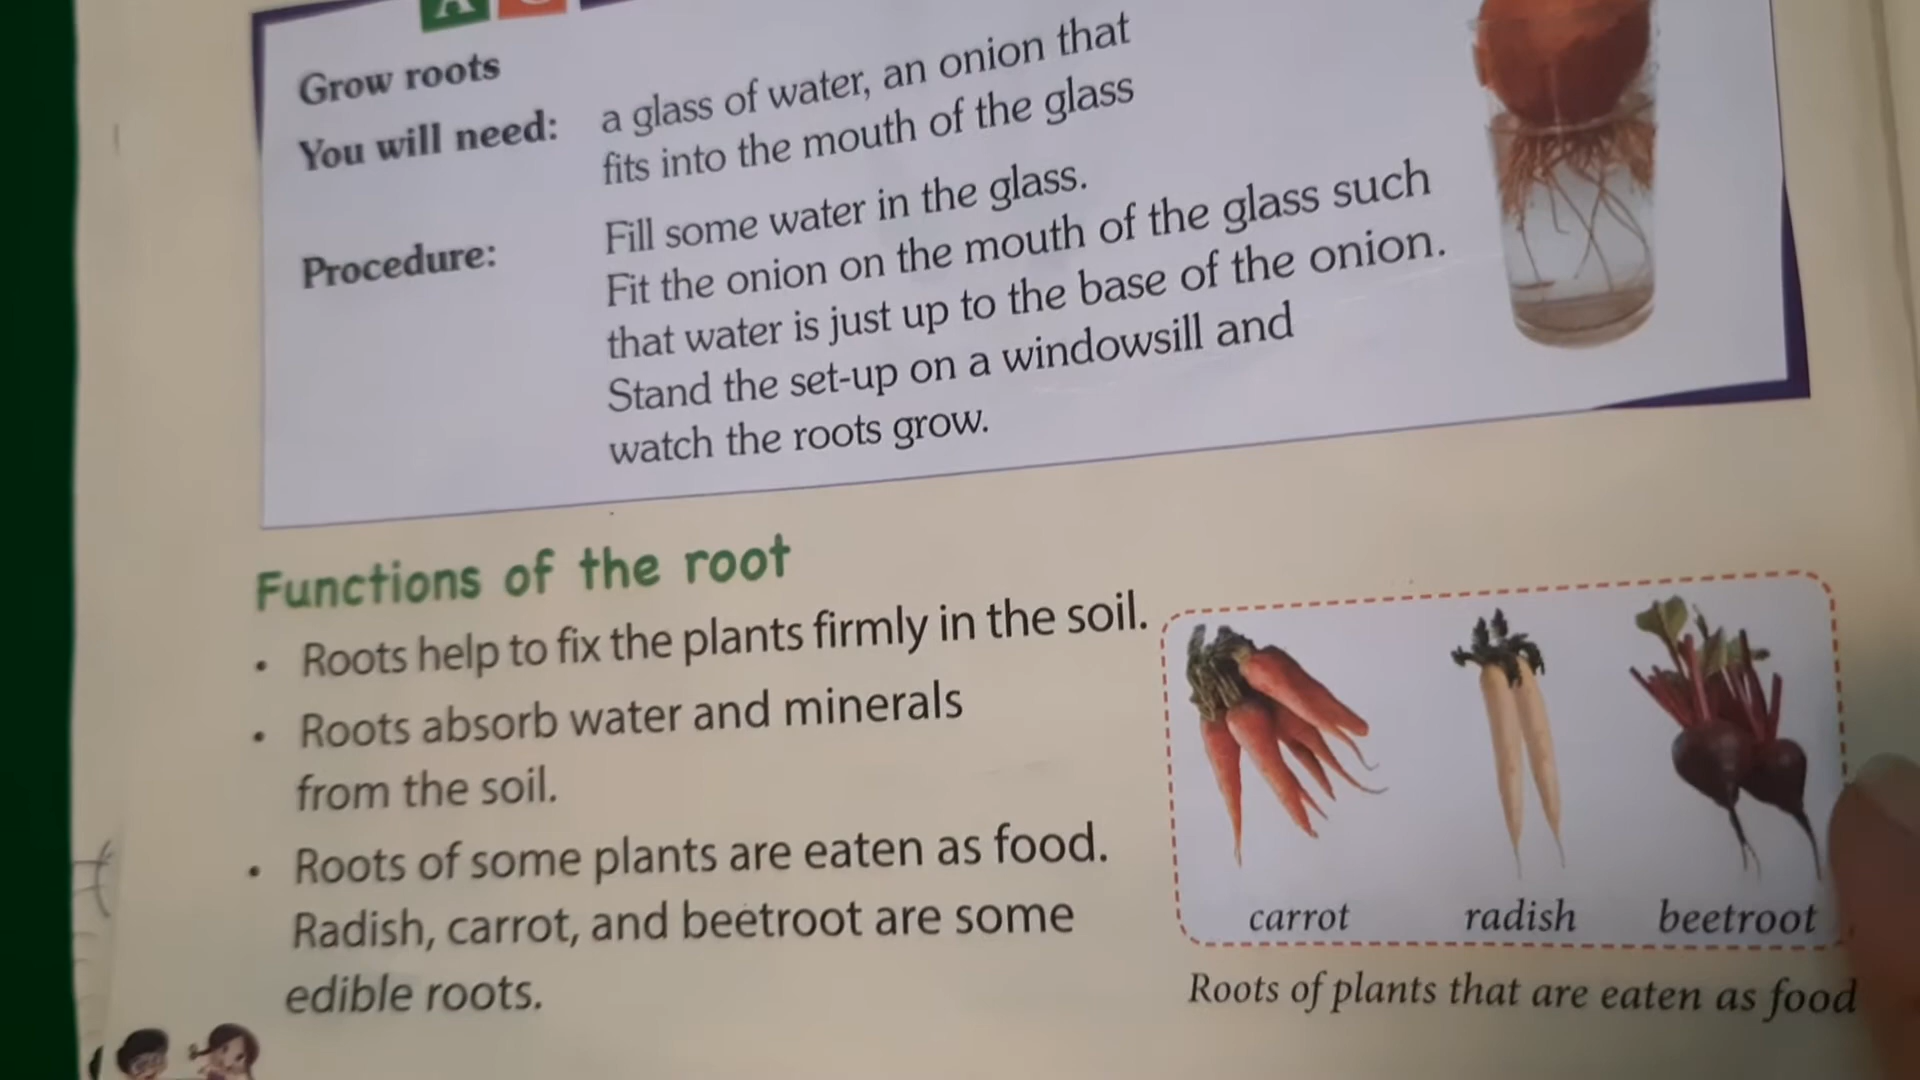 Grow roots
You will need: a glass of water, an onion that
fits into the mouth of the glass
Procedure: Fill some water in the glass.
Fit the onion on the mouth of the glass such
that water is just up to the base of the onion.
Stand the set-up on a windowsill and
watch the roots grow.
Functions of the root
• Roots help to fix the plants firmly in the soil.
• Roots absorb water and minerals
from the soil.
• Roots of some plants are eaten as food.
Radish, carrot, and beetroot are some
edible roots.
carrot radish beetroot
Roots of plants that are eaten as food